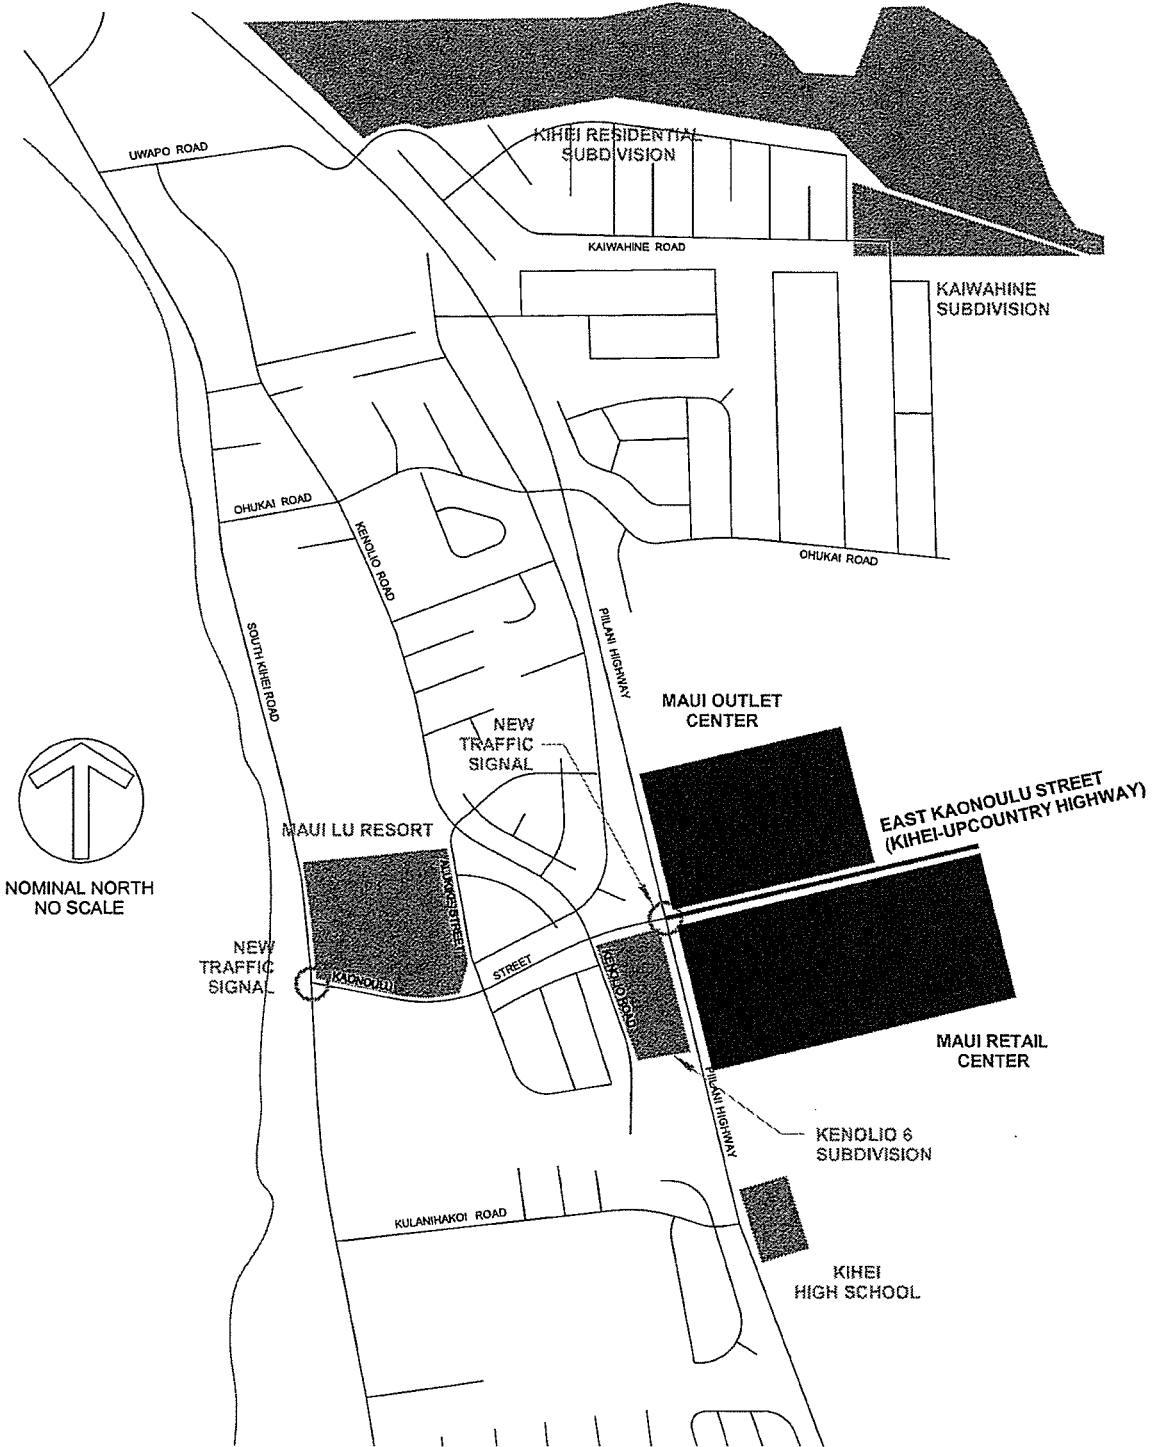 KIHEI RESIDENTIAL
SUBDIVISION
UWAPO ROAD
KAIWAHINE ROAD
KAIWAHINE
SUBDIVISION
OHUKAI ROAD
KENOLIO ROAD
OHUKAI ROAD
SOUTH KIHEI ROAD
PIILANI HIGHWAY
MAUI OUTLET
CENTER
NEW
TRAFFIC
SIGNAL
EAST KAONOULU STREET
(KIHEI-UPCOUNTRY HIGHWAY)
MAUI LU RESORT
NOMINAL NORTH
NO SCALE
STREET
NEW
TRAFFIC
SIGNAL
KAONOULU
STREET
KENOLIO ROAD
MAUI RETAIL
CENTER
PIILANI HIGHWAY
KENOLIO 6
SUBDIVISION
KULANIHAKOI ROAD
KIHEI
HIGH SCHOOL